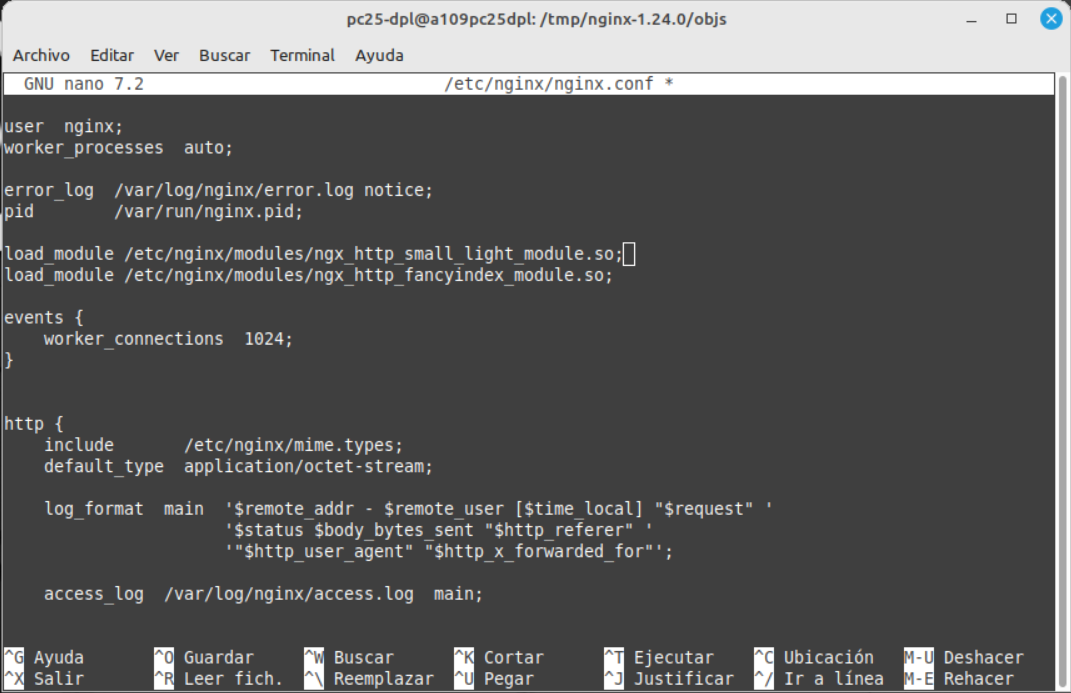 pc25-dpl@a109pc25dpl: /tmp/nginx-1.24.0/objs
Archivo Editar Ver Buscar Terminal Ayuda
GNU nano 7.2 /etc/nginx/nginx.conf *
user  nginx;
worker_processes  auto;
error_log  /var/log/nginx/error.log notice;
pid        /var/run/nginx.pid;
load_module /etc/nginx/modules/ngx_http_small_light_module.so;
load_module /etc/nginx/modules/ngx_http_fancyindex_module.so;
events {
    worker_connections  1024;
}
http {
    include       /etc/nginx/mime.types;
    default_type  application/octet-stream;
    log_format  main  '$remote_addr - $remote_user [$time_local] "$request" '
                      '$status $body_bytes_sent "$http_referer" '
                      '"$http_user_agent" "$http_x_forwarded_for"';
    access_log  /var/log/nginx/access.log  main;
^G Ayuda ^O Guardar ^W Buscar ^K Cortar ^T Ejecutar ^C Ubicación M-U Deshacer
^X Salir ^R Leer fich. ^\ Reemplazar ^U Pegar ^J Justificar ^/ Ir a línea M-E Rehacer